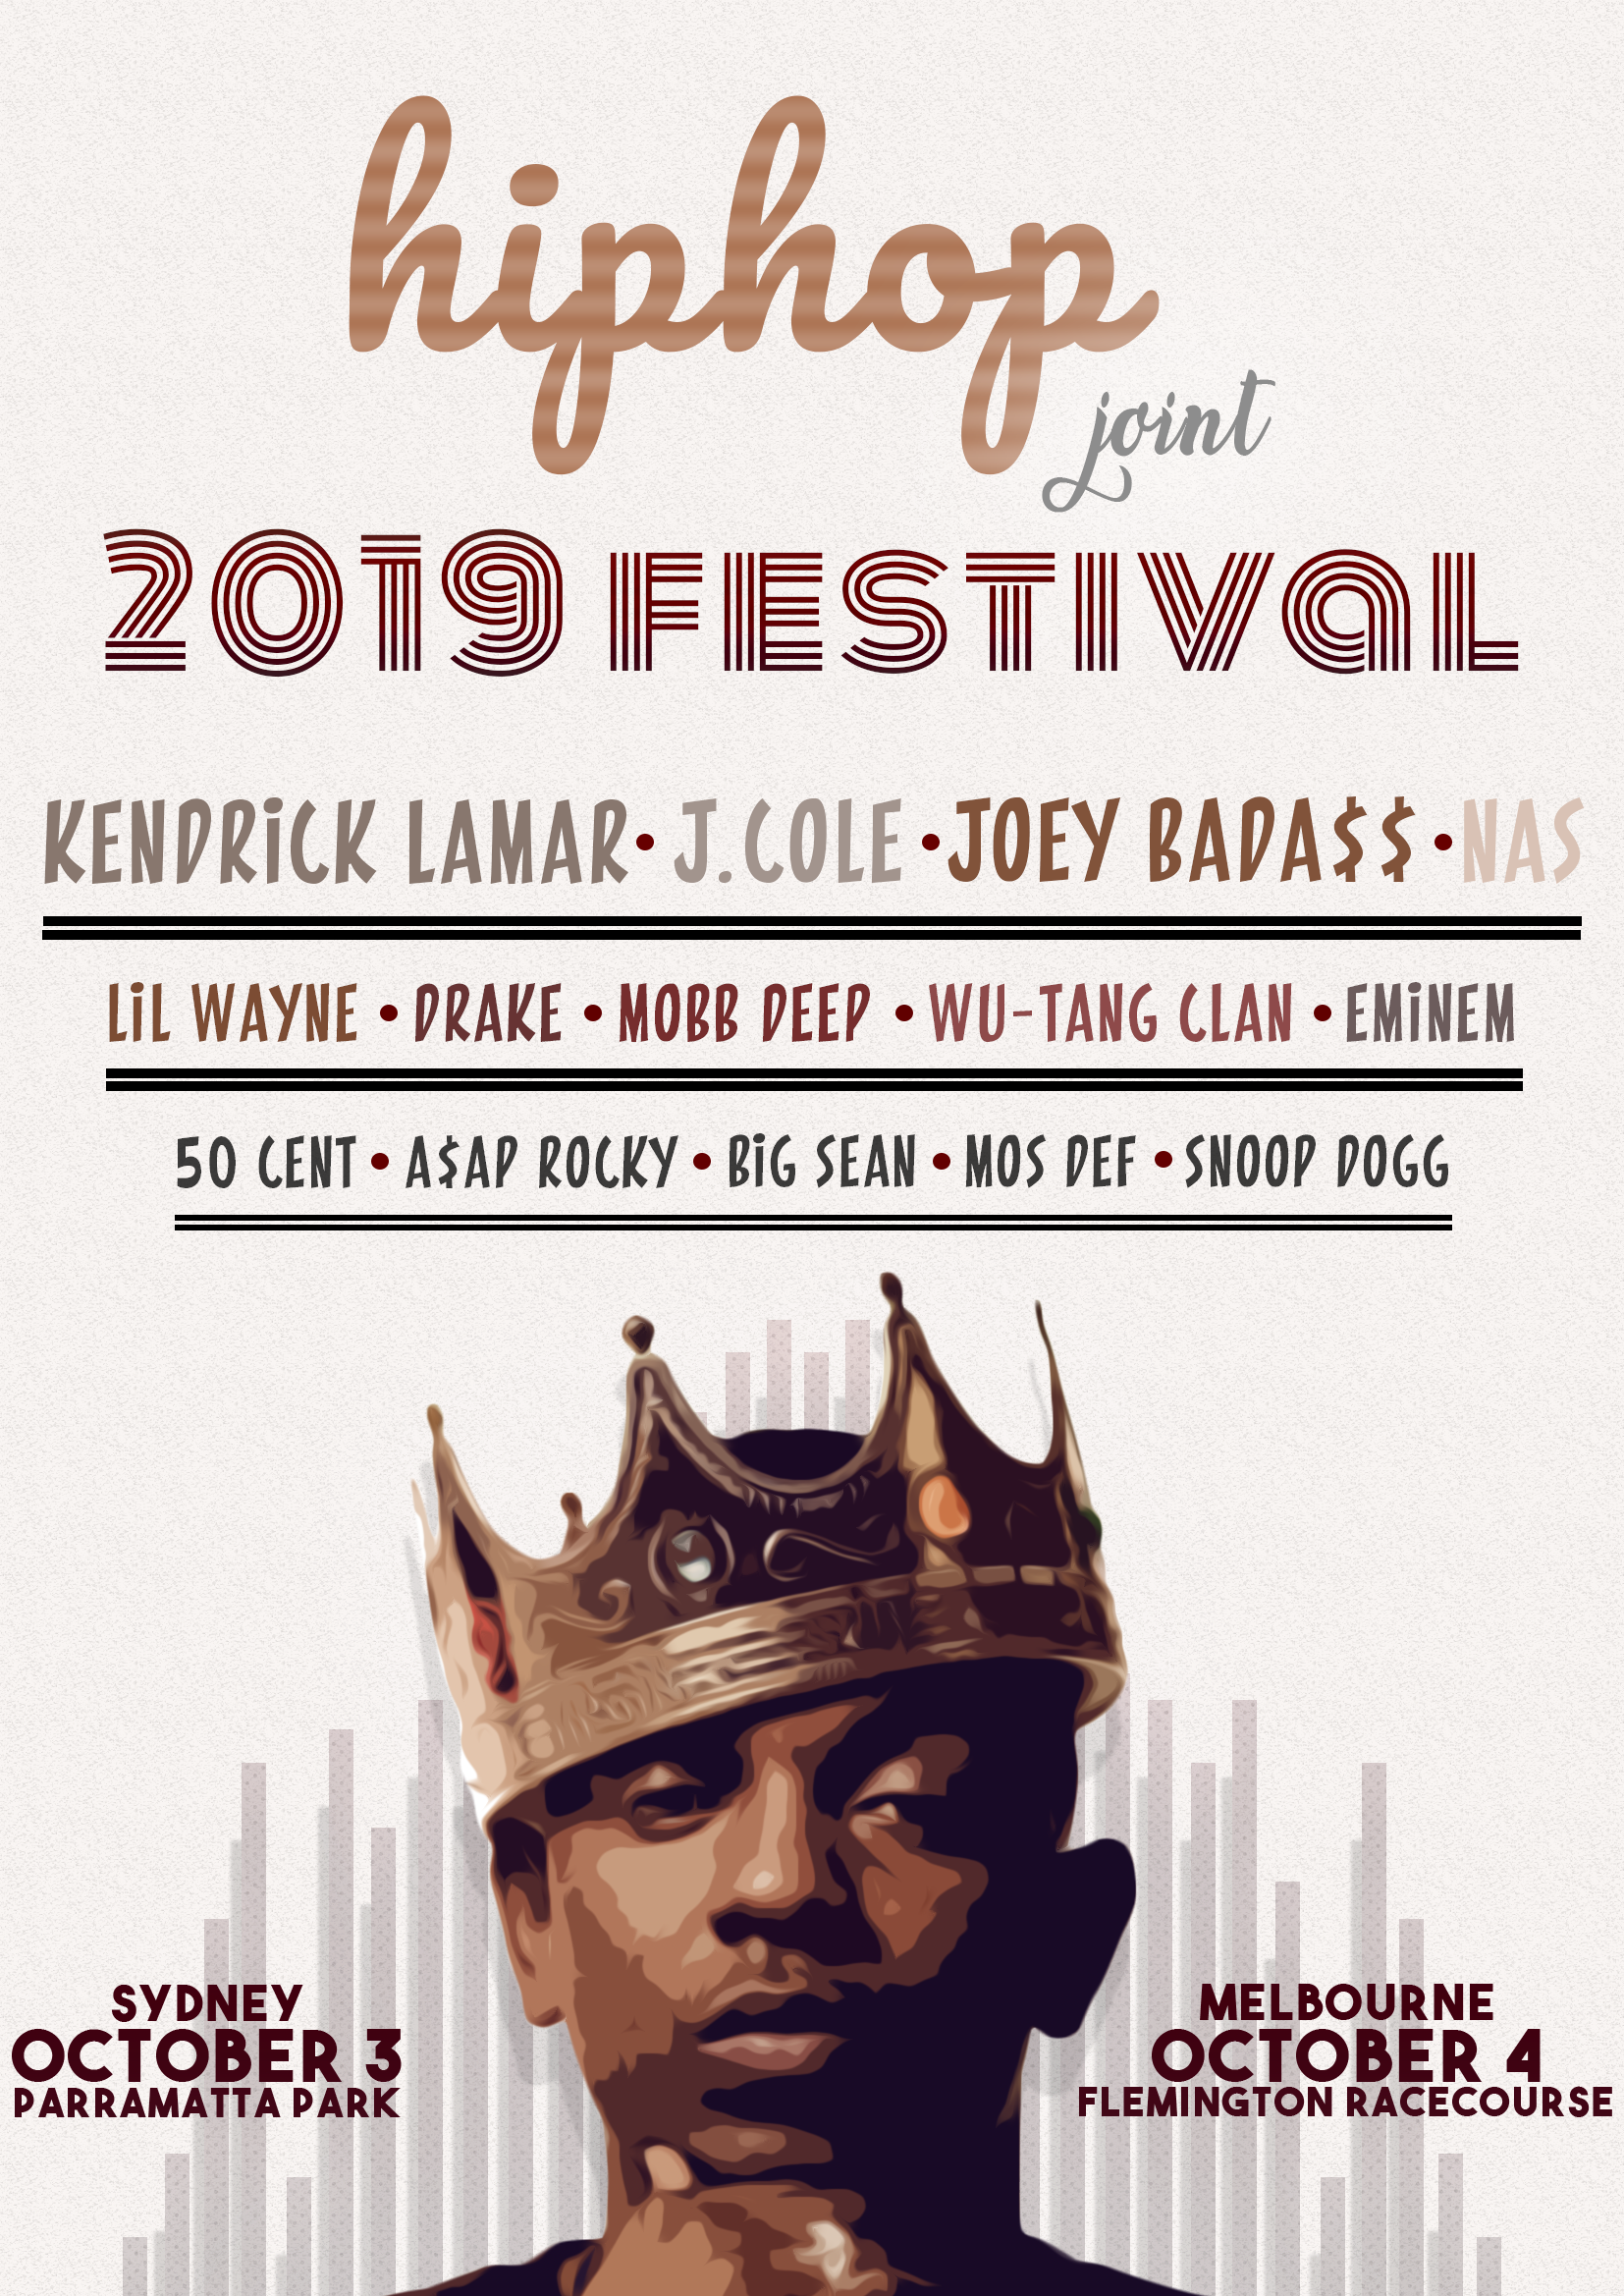 hiphop
joint
2019 FESTIVAL
KENDRiCK LAMAR • J.COLE • JOEY BADA$$ • NAS
LiL WAYNE • DRAKE • MOBB DEEP • WU-TANG CLAN • EMiNEM
50 CENT • A$AP ROCKY • BiG SEAN • MOS DEF • SNOOP DOGG
SYDNEY
OCTOBER 3
PARRAMATTA PARK
MELBOURNE
OCTOBER 4
FLEMINGTON RACECOURSE